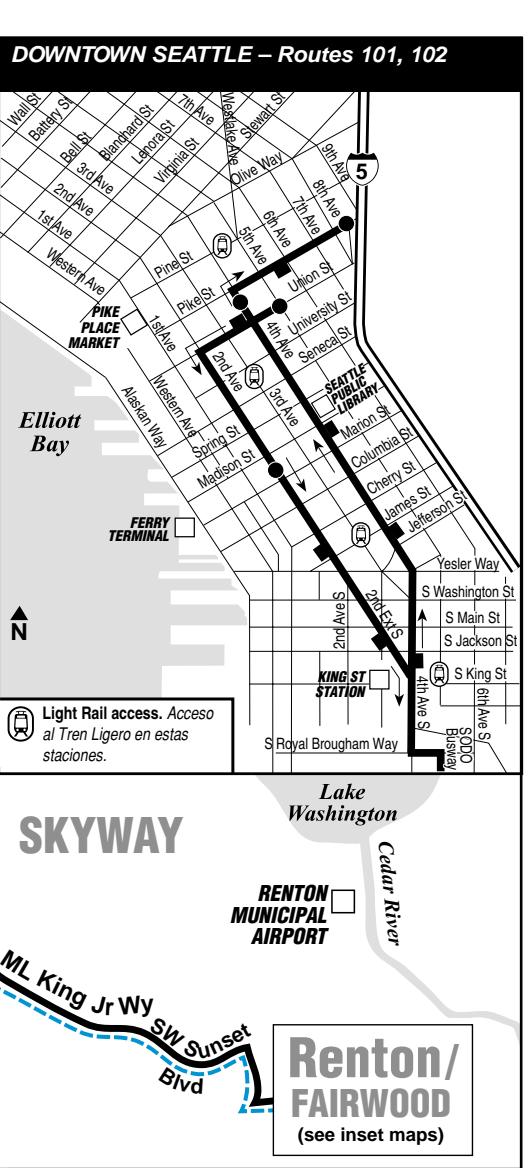 DOWNTOWN SEATTLE – Routes 101, 102
Wall St
Battery St
Bell St
Blanchard St
Lenora St
Virginia St
7th Ave
Westlake Ave
Stewart St
9th Ave
8th Ave
5
3rd Ave
2nd Ave
1st Ave
Western Ave
Olive Way
7th Ave
6th Ave
5th Ave
Pine St
Pike St
Union St
University St
Seneca St
PIKE
PLACE
MARKET
1st Ave
2nd Ave
4th Ave
3rd Ave
SEATTLE
PUBLIC
LIBRARY
Western Ave
Alaskan Way
Elliott
Bay
Spring St
Madison St
Marion St
Columbia St
Cherry St
James St
Jefferson St
FERRY
TERMINAL
Yesler Way
S Washington St
S Main St
S Jackson St
S King St
N
2nd Ave S
2nd Ext S
KING ST
STATION
4th Ave S
6th Ave S
SODO
Busway
S Royal Brougham Way
Light Rail access. Acceso
al Tren Ligero en estas
staciones.
Lake
Washington
SKYWAY
Cedar River
RENTON
MUNICIPAL
AIRPORT
ML King Jr Wy
SW Sunset
Blvd
Renton/
FAIRWOOD
(see inset maps)